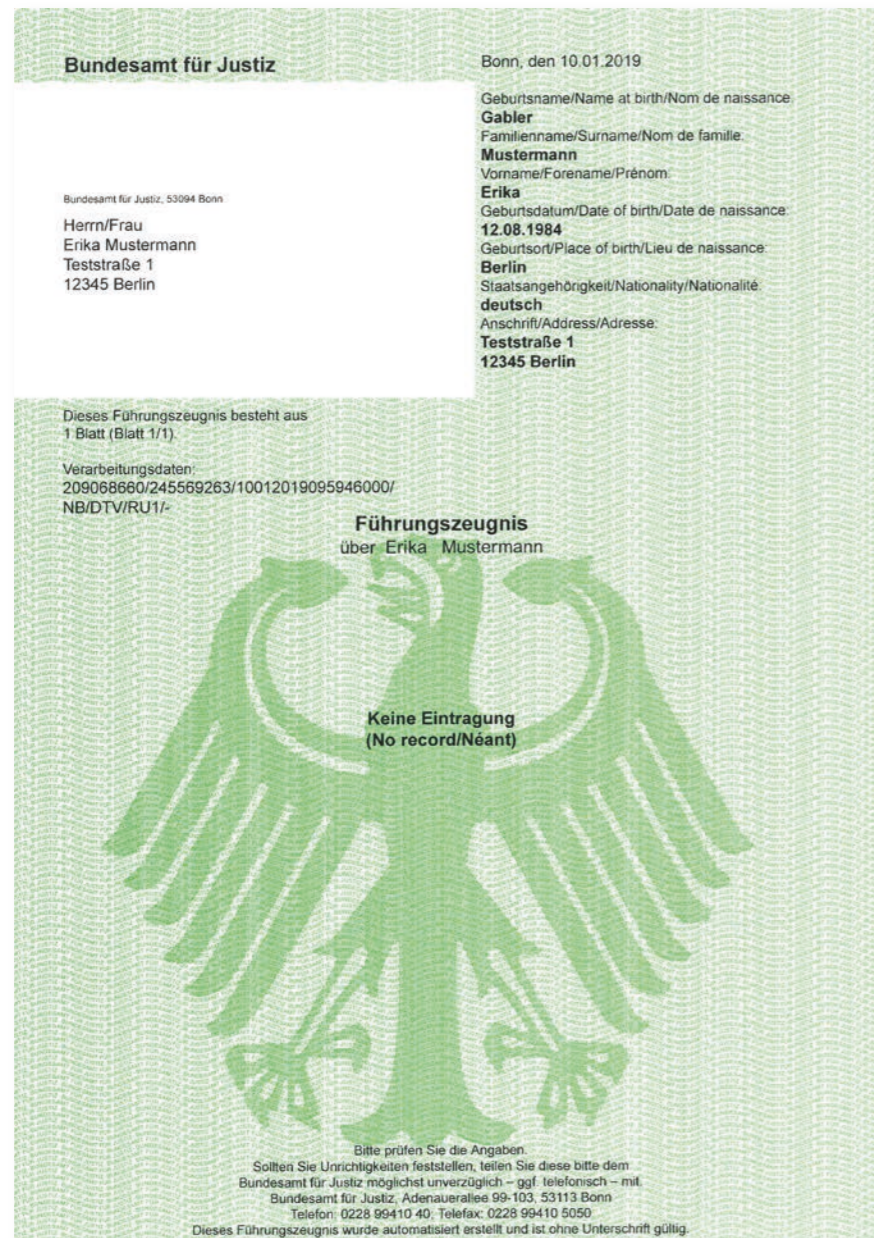 Bundesamt für Justiz
Bundesamt für Justiz, 53094 Bonn
Herrn/Frau
Erika Mustermann
Teststraße 1
12345 Berlin
Bonn, den 10.01.2019
Geburtsname/Name at birth/Nom de naissance:
Gabler
Familienname/Surname/Nom de famille:
Mustermann
Vorname/Forename/Prénom:
Erika
Geburtsdatum/Date of birth/Date de naissance:
12.08.1984
Geburtsort/Place of birth/Lieu de naissance:
Berlin
Staatsangehörigkeit/Nationality/Nationalité:
deutsch
Anschrift/Address/Adresse:
Teststraße 1
12345 Berlin
Dieses Führungszeugnis besteht aus
1 Blatt (Blatt 1/1).
Verarbeitungsdaten:
209068660/245569263/10012019095946000/
NB/DTV/RU1/-
Führungszeugnis
über Erika Mustermann
Keine Eintragung
(No record/Néant)
Bitte prüfen Sie die Angaben.
Sollten Sie Unrichtigkeiten feststellen, teilen Sie diese bitte dem
Bundesamt für Justiz möglichst unverzüglich – ggf. telefonisch – mit.
Bundesamt für Justiz, Adenauerallee 99-103, 53113 Bonn
Telefon: 0228 99410 40; Telefax: 0228 99410 5050
Dieses Führungszeugnis wurde automatisiert erstellt und ist ohne Unterschrift gültig.